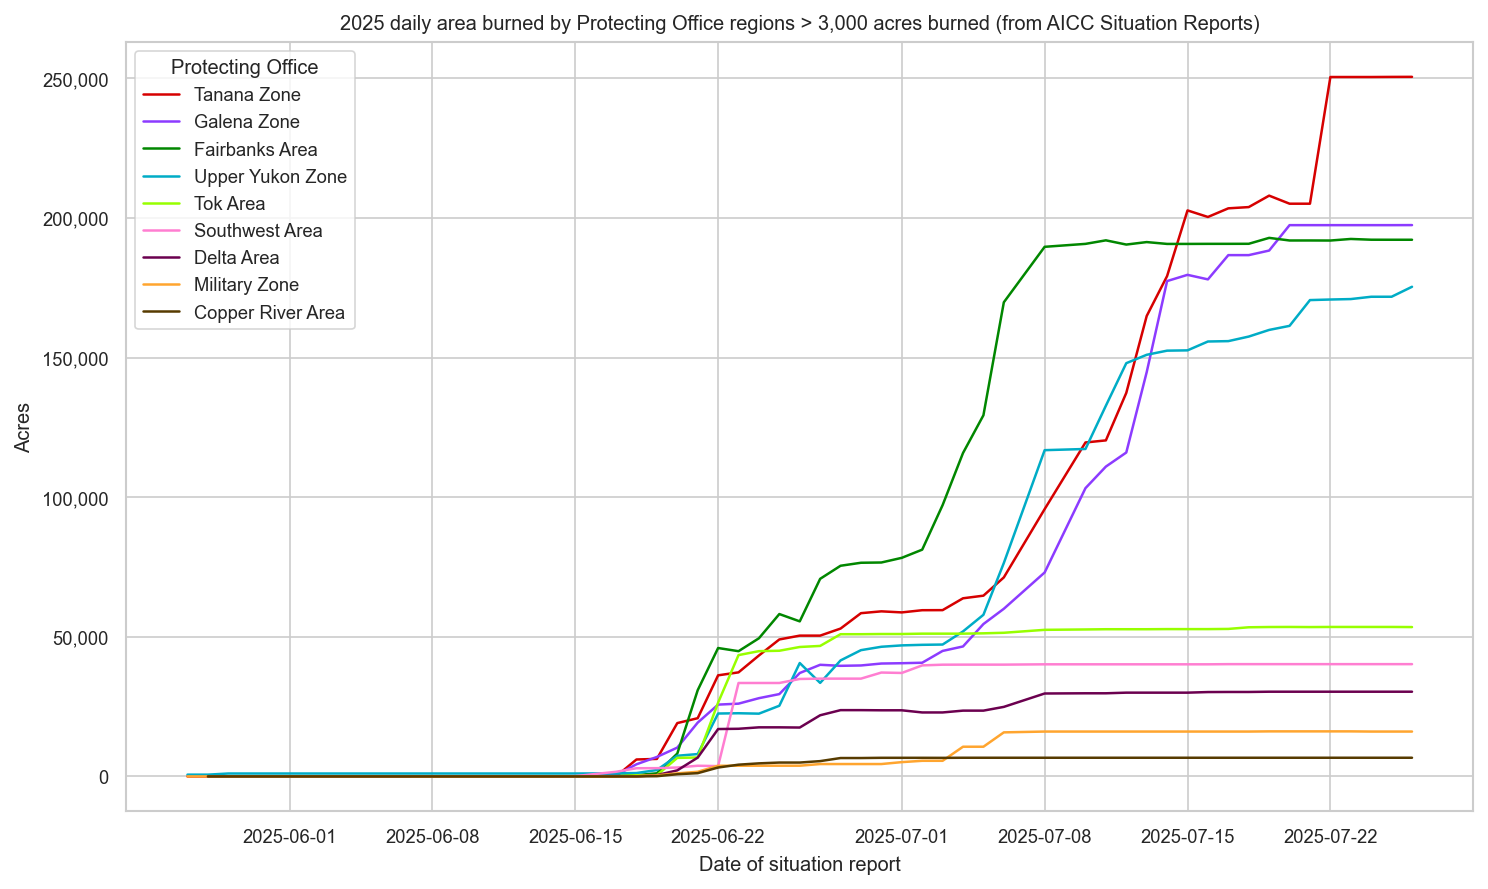 2025 daily area burned by Protecting Office regions > 3,000 acres burned (from AICC Situation Reports)
Protecting Office
Tanana Zone
Galena Zone
Fairbanks Area
Upper Yukon Zone
Tok Area
Southwest Area
Delta Area
Military Zone
Copper River Area
250,000
200,000
150,000
100,000
50,000
0
Acres
2025-06-01 2025-06-08 2025-06-15 2025-06-22 2025-07-01 2025-07-08 2025-07-15 2025-07-22
Date of situation report